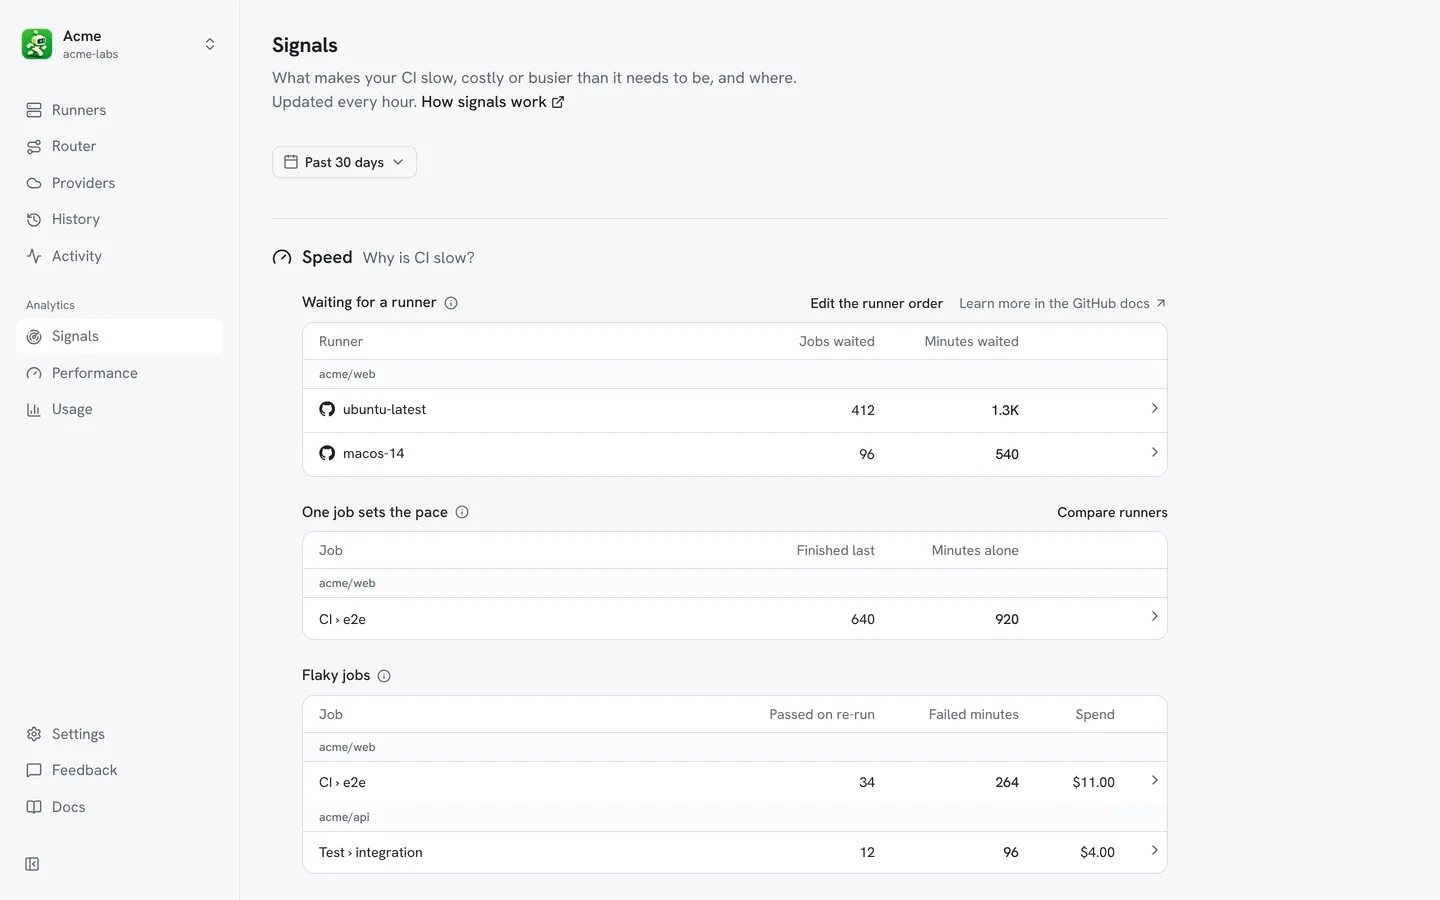 Acme
acme-labs
Runners
Router
Providers
History
Activity
Analytics
Signals
Performance
Usage
Settings
Feedback
Docs
Signals
What makes your CI slow, costly or busier than it needs to be, and where.
Updated every hour. How signals work
Past 30 days
Speed Why is CI slow?
Waiting for a runner Edit the runner order Learn more in the GitHub docs
Runner Jobs waited Minutes waited
acme/web
ubuntu-latest 412 1.3K
macos-14 96 540
One job sets the pace Compare runners
Job Finished last Minutes alone
acme/web
CI › e2e 640 920
Flaky jobs
Job Passed on re-run Failed minutes Spend
acme/web
CI › e2e 34 264 $11.00
acme/api
Test › integration 12 96 $4.00